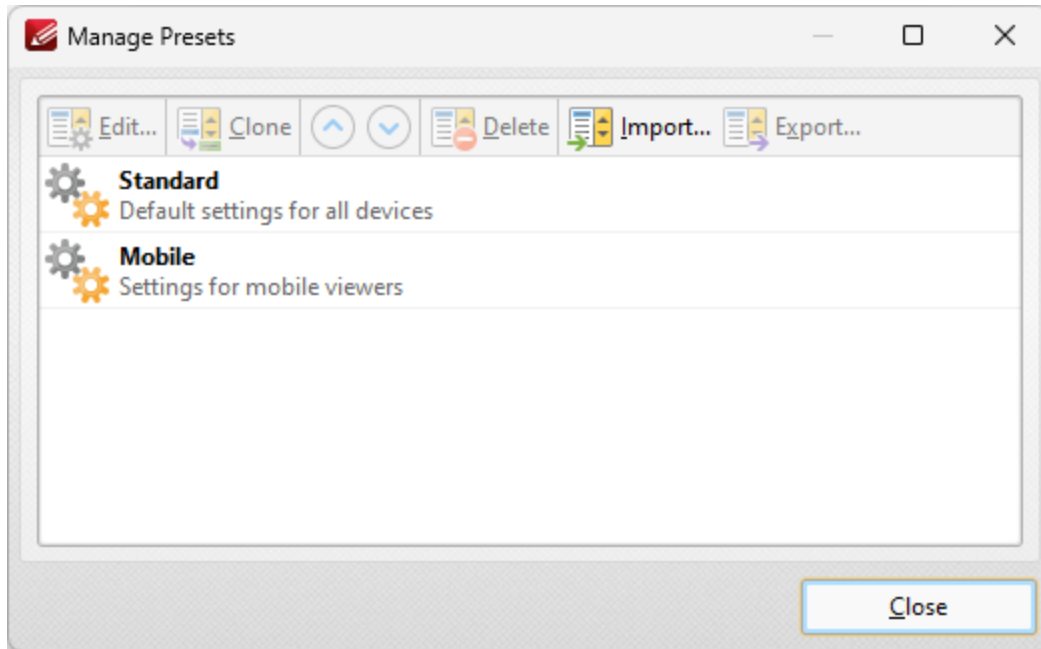 Manage Presets
Edit... Clone Delete Import... Export...
Standard
Default settings for all devices
Mobile
Settings for mobile viewers
Close